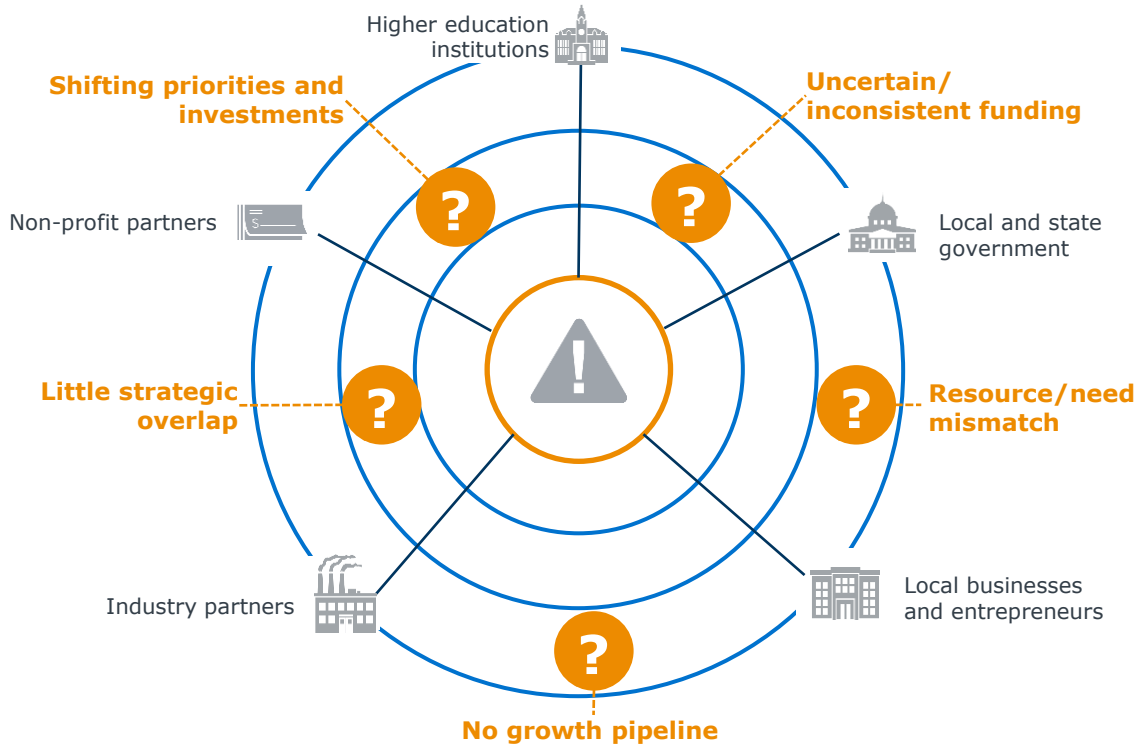 Higher education
institutions
Shifting priorities and
investments
Uncertain/
inconsistent funding
?
?
Non-profit partners
$
Local and state
government
!
Little strategic
overlap
?
?
Resource/need
mismatch
Industry partners
Local businesses
and entrepreneurs
?
No growth pipeline